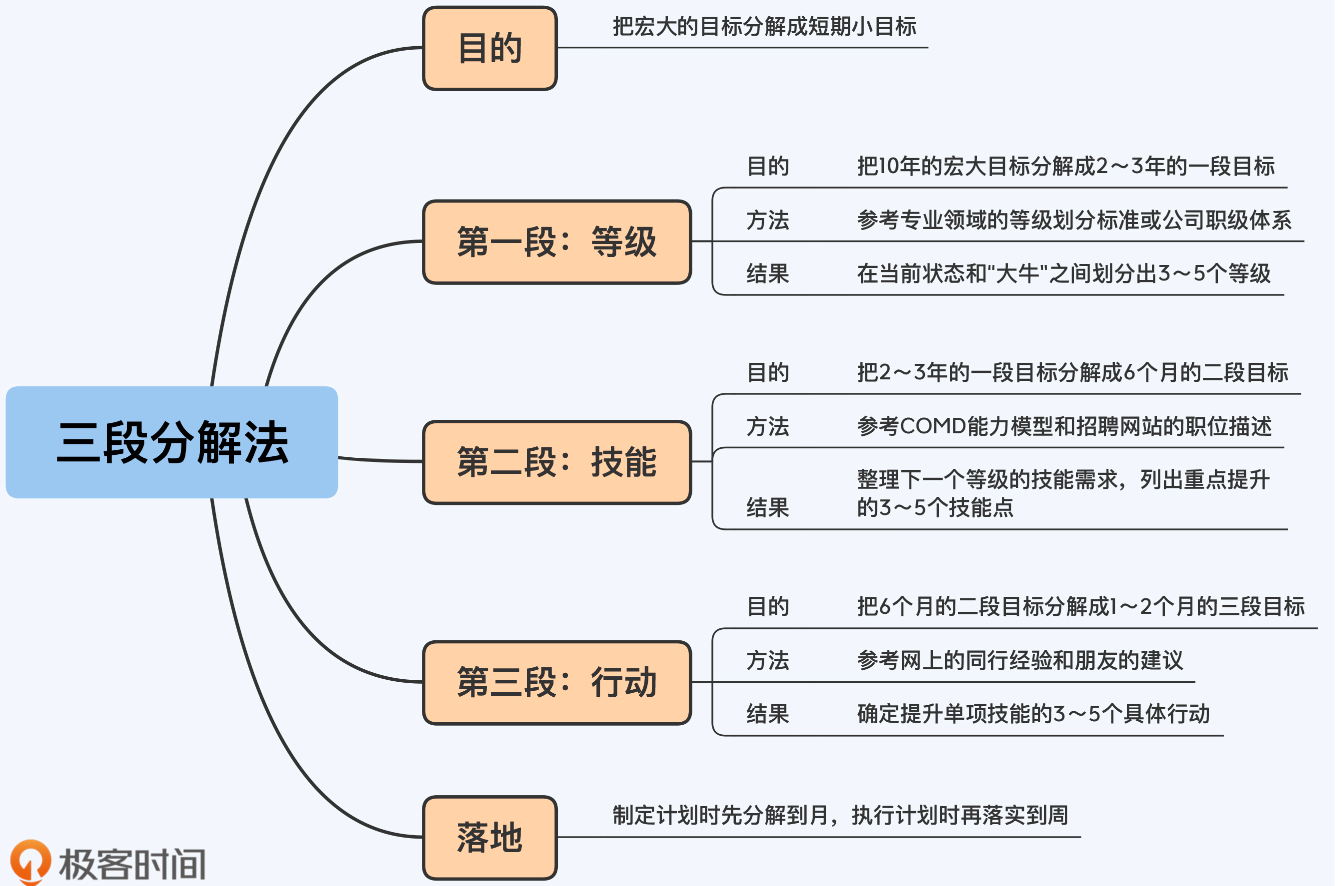 目的
把宏大的目标分解成短期小目标
目的 把10年的宏大目标分解成2～3年的一段目标
第一段：等级
方法 参考专业领域的等级划分标准或公司职级体系
结果 在当前状态和"大牛"之间划分出3～5个等级
三段分解法
目的 把2～3年的一段目标分解成6个月的二段目标
第二段：技能
方法 参考COMD能力模型和招聘网站的职位描述
整理下一个等级的技能需求，列出重点提升
结果 的3～5个技能点
目的 把6个月的二段目标分解成1～2个月的三段目标
第三段：行动
方法 参考网上的同行经验和朋友的建议
结果 确定提升单项技能的3～5个具体行动
落地
制定计划时先分解到月，执行计划时再落实到周
极客时间